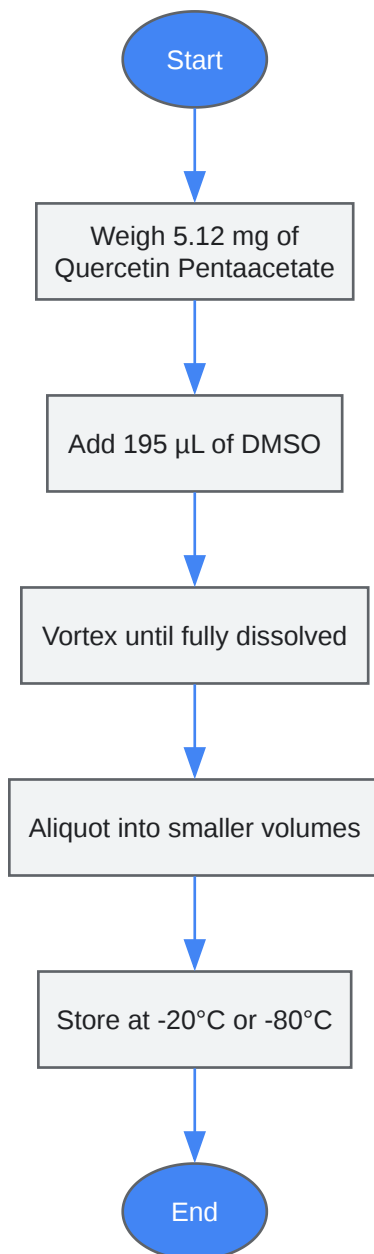 Start
Weigh 5.12 mg of
Quercetin Pentaacetate
Add 195 µL of DMSO
Vortex until fully dissolved
Aliquot into smaller volumes
Store at -20°C or -80°C
End